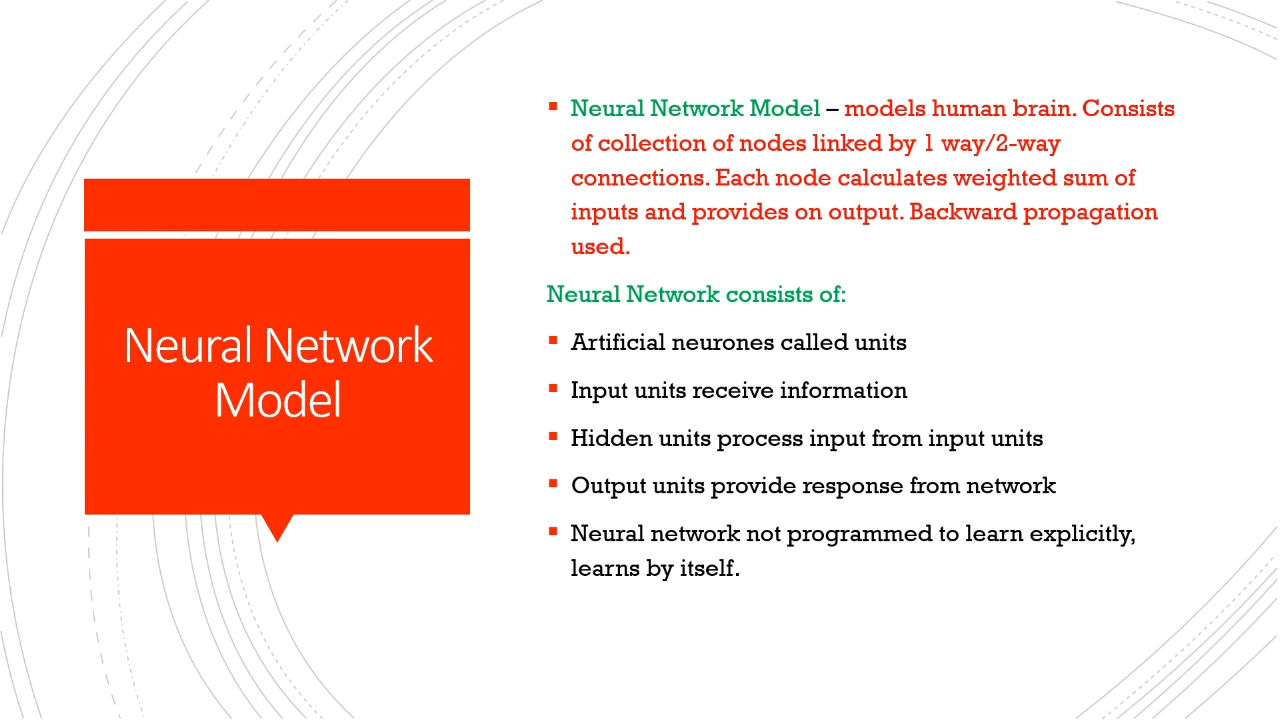 Neural Network
Model
Neural Network Model – models human brain. Consists
of collection of nodes linked by 1 way/2-way
connections. Each node calculates weighted sum of
inputs and provides on output. Backward propagation
used.
Neural Network consists of:
Artificial neurones called units
Input units receive information
Hidden units process input from input units
Output units provide response from network
Neural network not programmed to learn explicitly,
learns by itself.